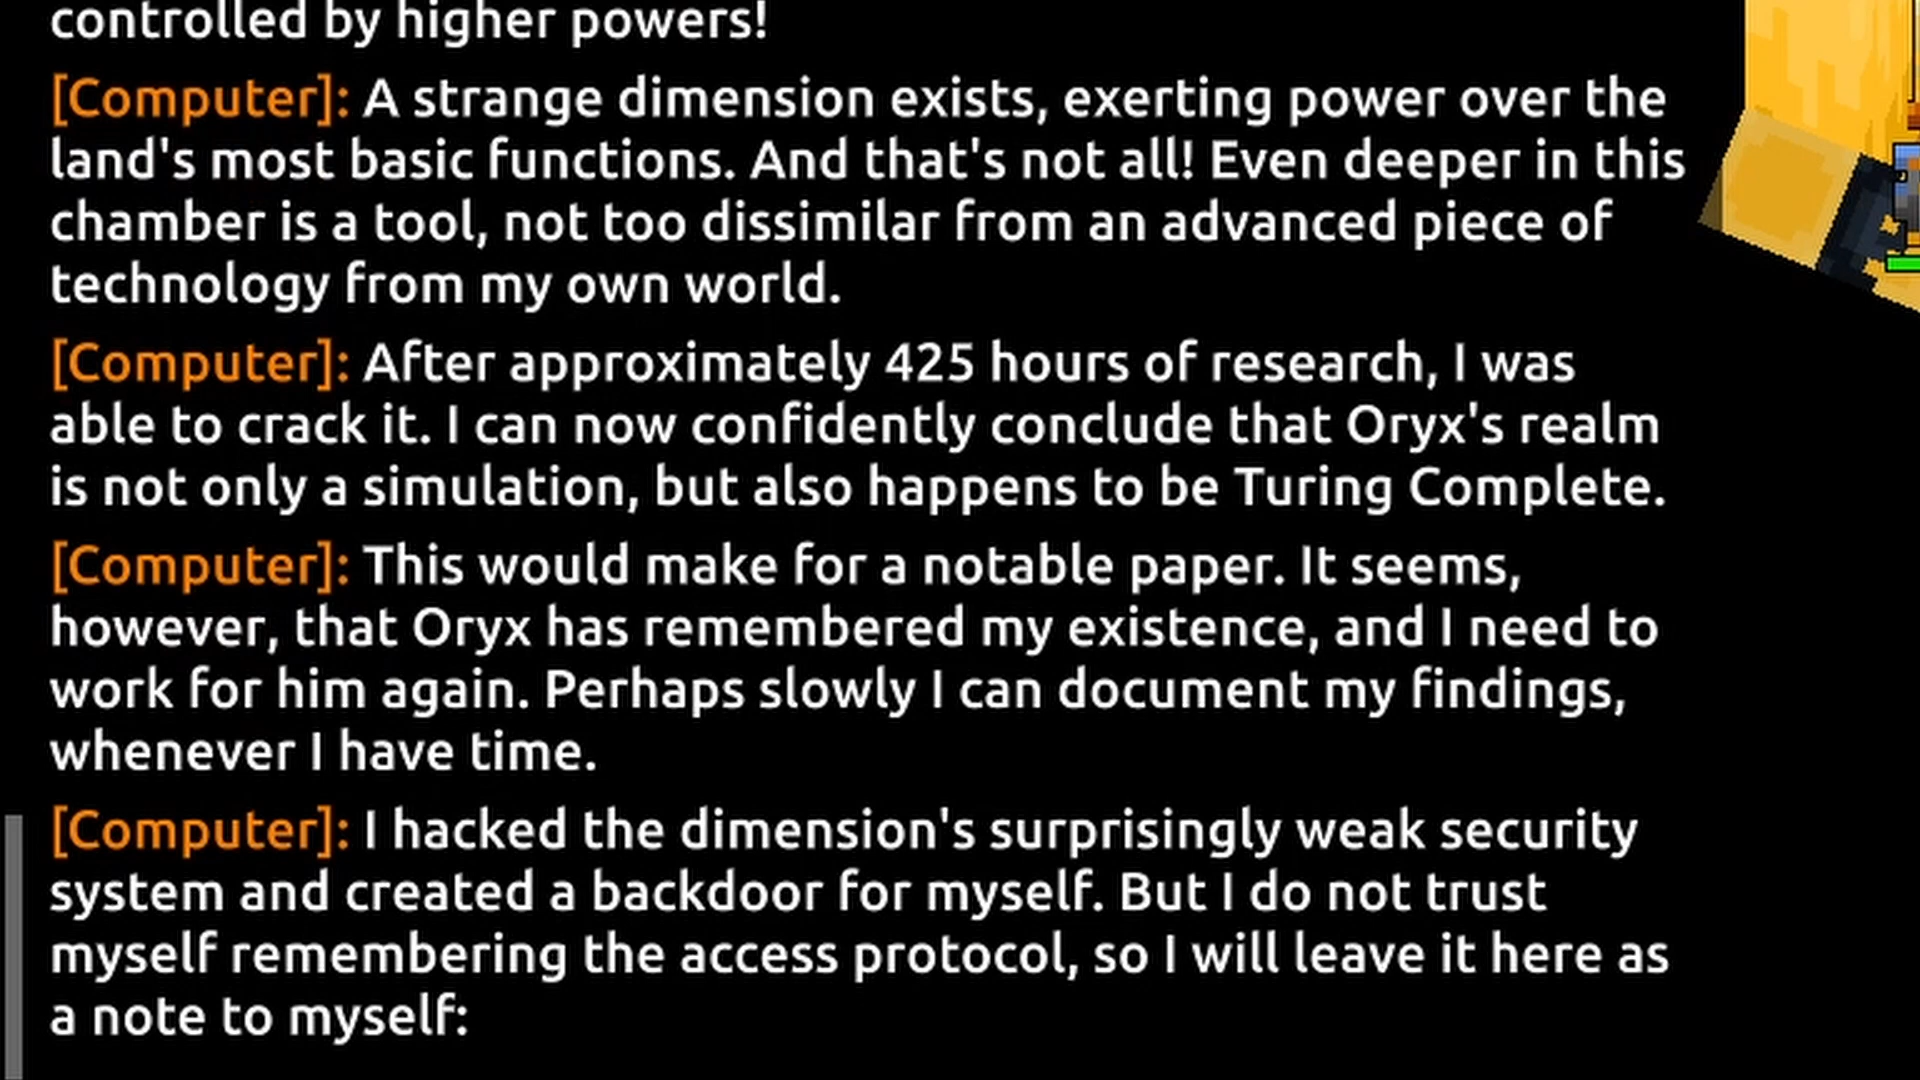 controlled by higher powers!
[Computer]: A strange dimension exists, exerting power over the
land's most basic functions. And that's not all! Even deeper in this
chamber is a tool, not too dissimilar from an advanced piece of
technology from my own world.
[Computer]: After approximately 425 hours of research, I was
able to crack it. I can now confidently conclude that Oryx's realm
is not only a simulation, but also happens to be Turing Complete.
[Computer]: This would make for a notable paper. It seems,
however, that Oryx has remembered my existence, and I need to
work for him again. Perhaps slowly I can document my findings,
whenever I have time.
[Computer]: I hacked the dimension's surprisingly weak security
system and created a backdoor for myself. But I do not trust
myself remembering the access protocol, so I will leave it here as
a note to myself: